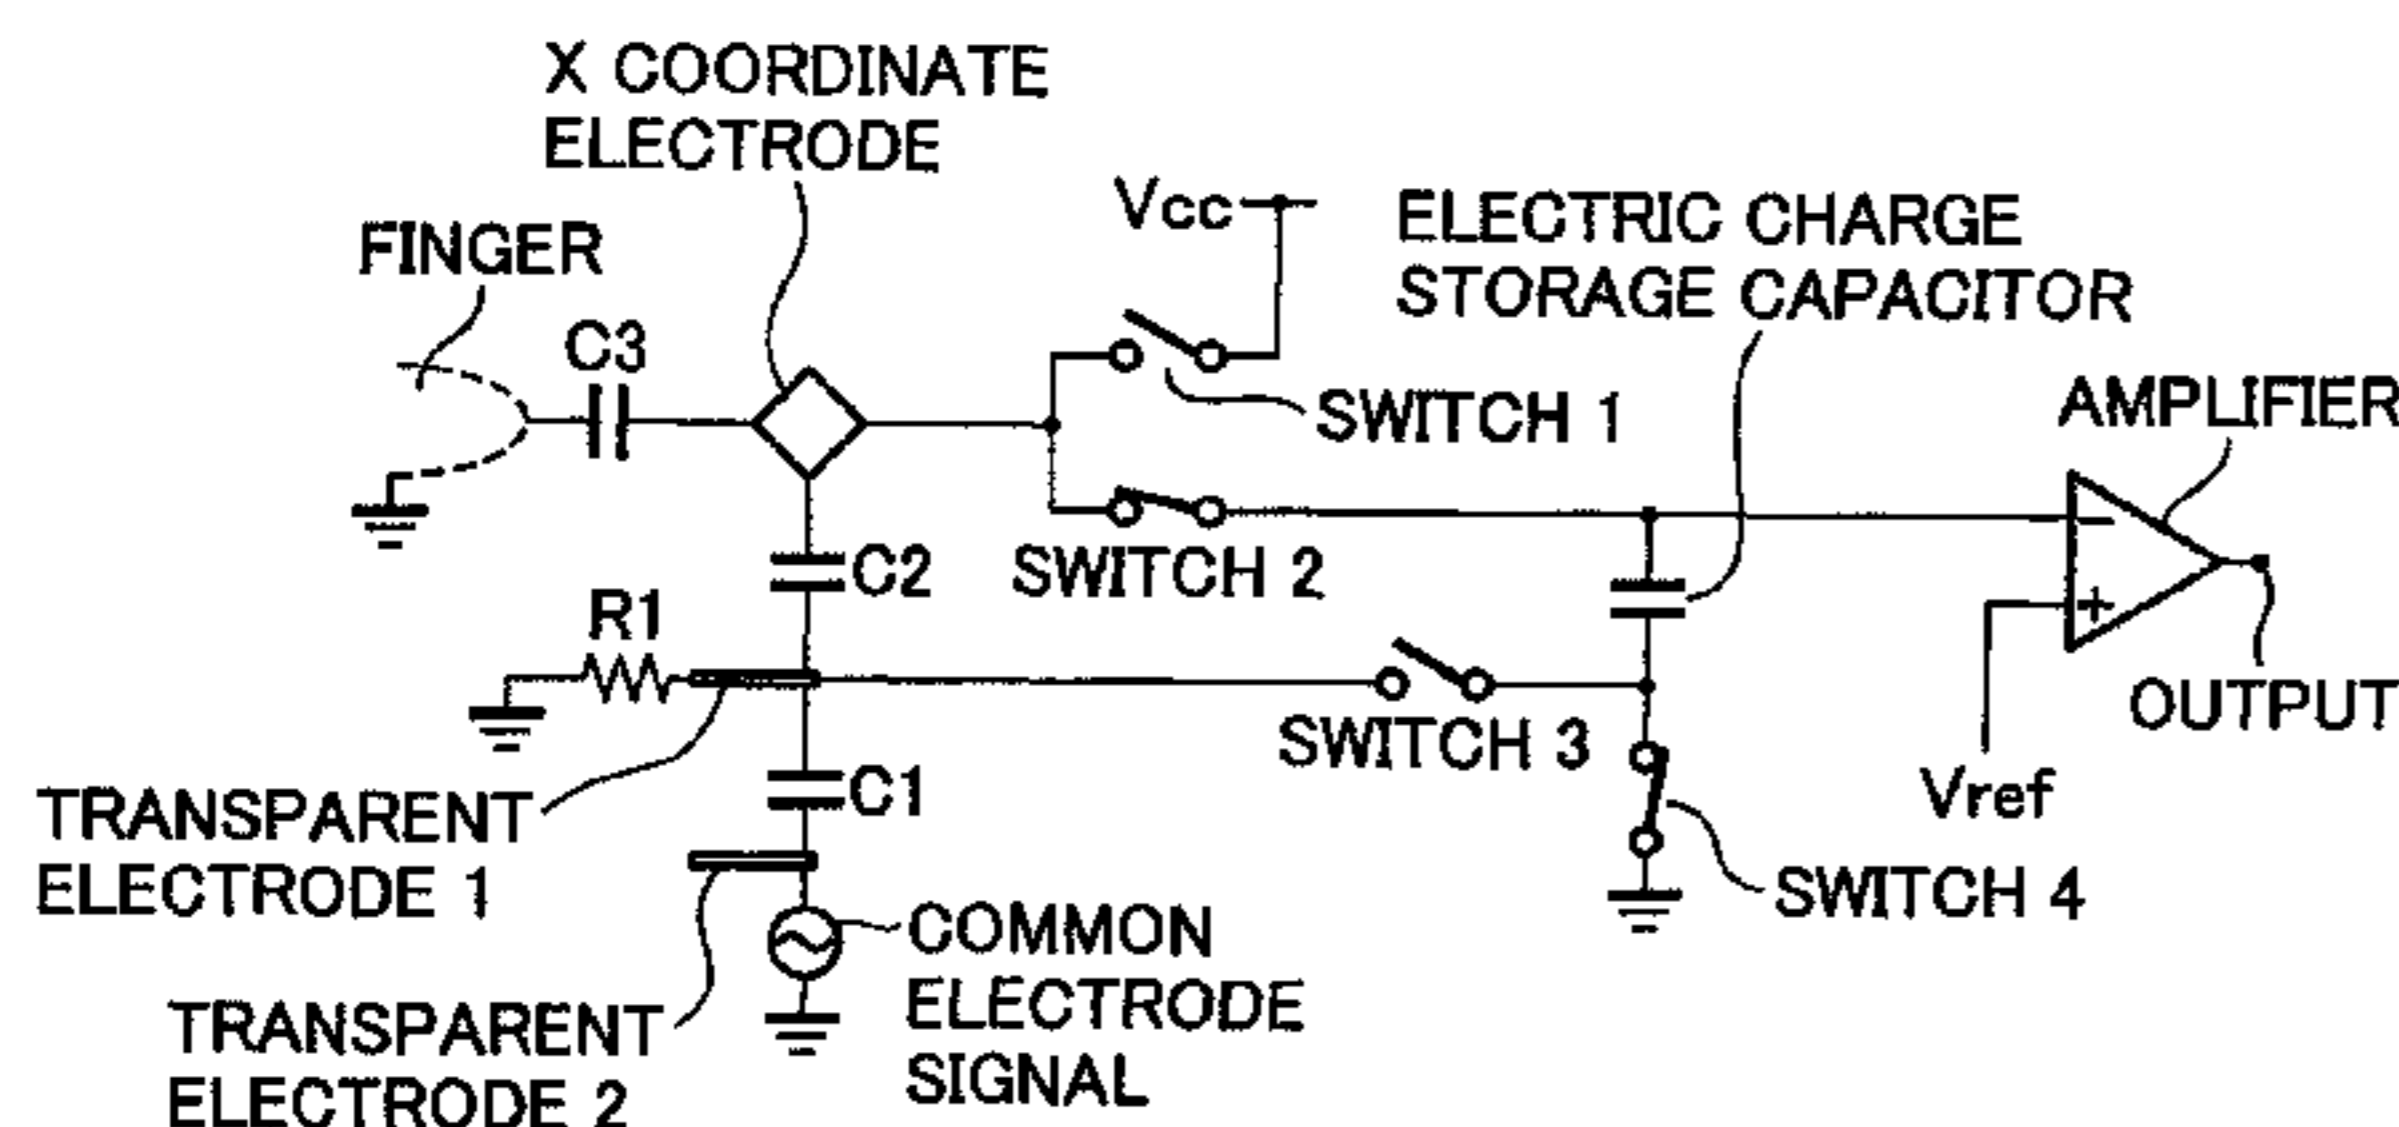 X COORDINATE
ELECTRODE
Vcc
ELECTRIC CHARGE
STORAGE CAPACITOR
FINGER
C3
SWITCH 1
AMPLIFIER
−
SWITCH 2
C2
R1
+
SWITCH 3
OUTPUT
Vref
TRANSPARENT
ELECTRODE 1
C1
SWITCH 4
COMMON
ELECTRODE
SIGNAL
TRANSPARENT
ELECTRODE 2